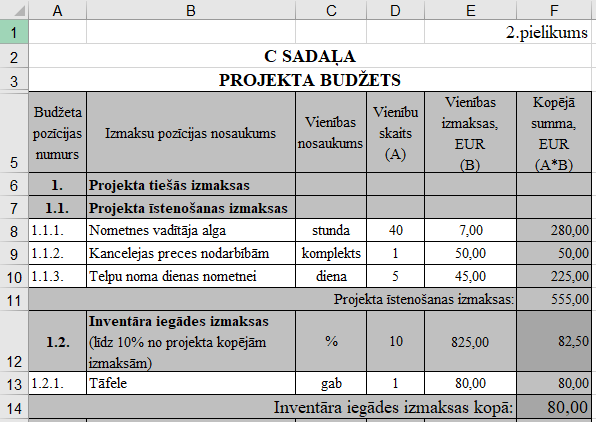 A B C D E F
1 2.pielikums
2 C SADAĻA
3 PROJEKTA BUDŽETS
5 Budžeta pozīcijas numurs Izmaksu pozīcijas nosaukums Vienības nosaukums Vienību skaits (A) Vienības izmaksas, EUR (B) Kopējā summa, EUR (A*B)
6 1. Projekta tiešās izmaksas
7 1.1. Projekta īstenošanas izmaksas
8 1.1.1. Nometnes vadītāja alga stunda 40 7,00 280,00
9 1.1.2. Kancelejas preces nodarbībām komplekts 1 50,00 50,00
10 1.1.3. Telpu noma dienas nometnei diena 5 45,00 225,00
11 Projekta īstenošanas izmaksas: 555,00
12 1.2. Inventāra iegādes izmaksas (līdz 10% no projekta kopējām izmaksām) % 10 825,00 82,50
13 1.2.1. Tāfele gab 1 80,00 80,00
14 Inventāra iegādes izmaksas kopā: 80,00